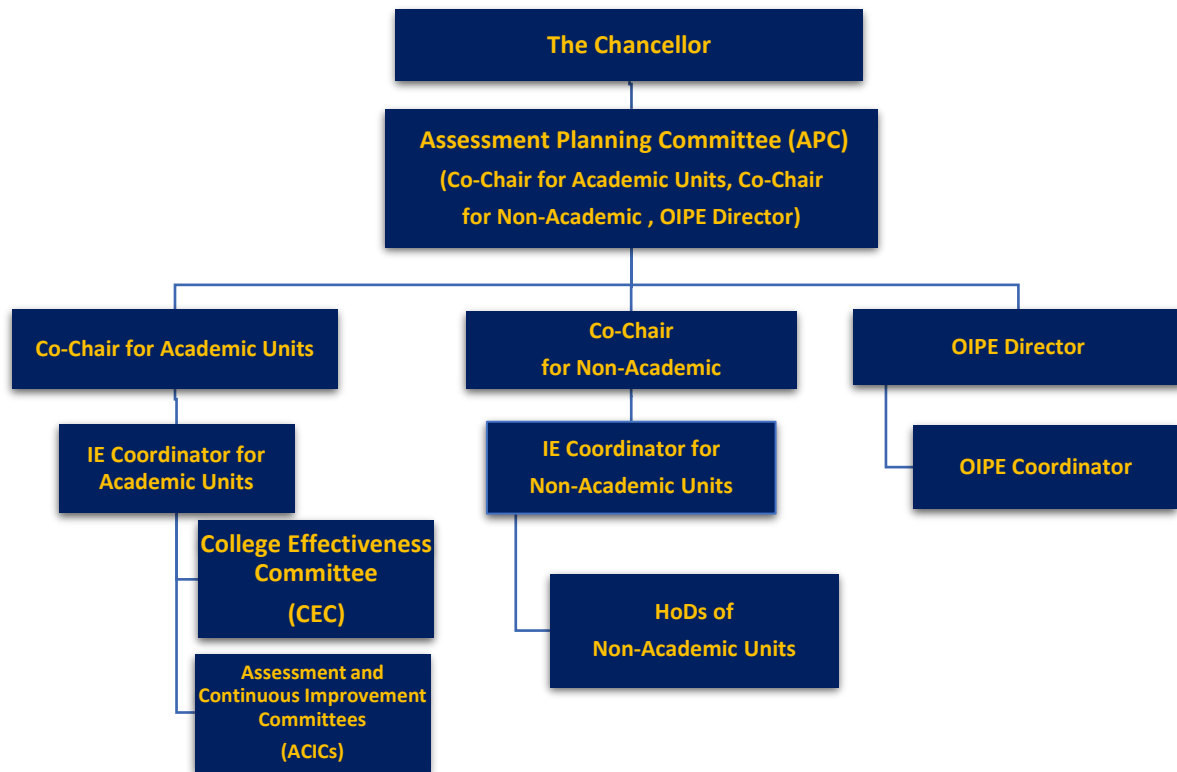 The Chancellor
Assessment Planning Committee (APC)
(Co-Chair for Academic Units, Co-Chair
for Non-Academic , OIPE Director)
Co-Chair for Academic Units
Co-Chair
for Non-Academic
OIPE Director
IE Coordinator for
Academic Units
IE Coordinator for
Non-Academic Units
OIPE Coordinator
College Effectiveness
Committee
(CEC)
HoDs of
Non-Academic Units
Assessment and
Continuous Improvement
Committees
(ACICs)